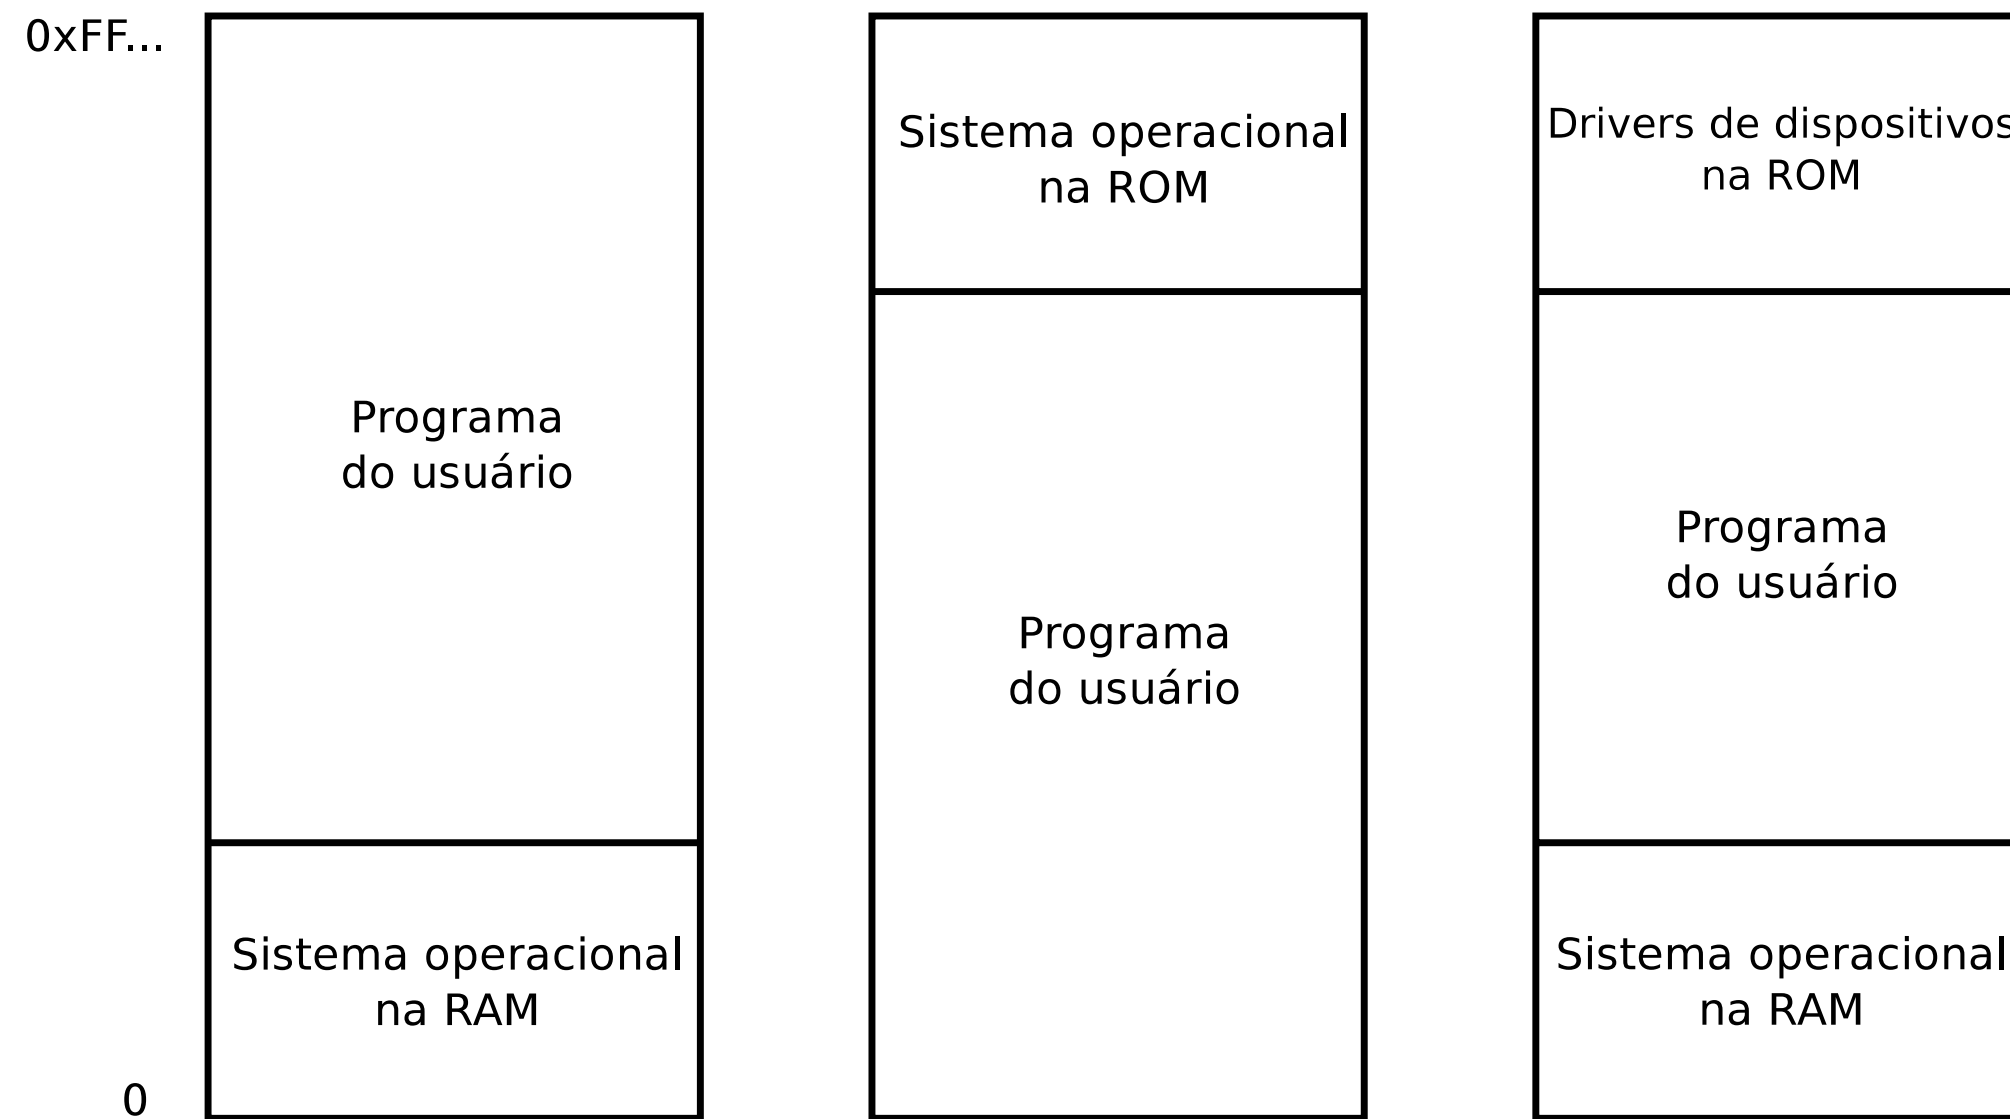 0xFF...
Programa
do usuário
Sistema operacional
na RAM
0
Sistema operacional
na ROM
Programa
do usuário
Drivers de dispositivos
na ROM
Programa
do usuário
Sistema operacional
na RAM